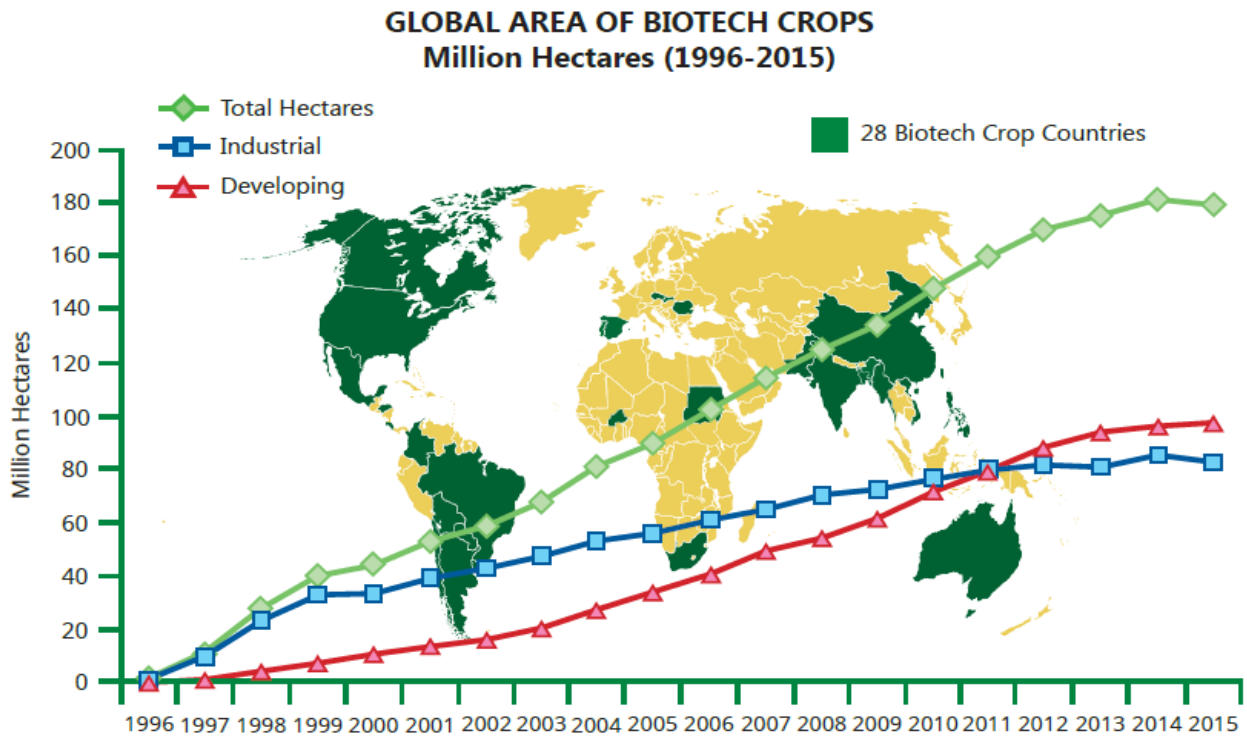 GLOBAL AREA OF BIOTECH CROPS
Million Hectares (1996-2015)
Total Hectares
Industrial
Developing
28 Biotech Crop Countries
Million Hectares
200
180
160
140
120
100
80
60
40
20
0
1996 1997 1998 1999 2000 2001 2002 2003 2004 2005 2006 2007 2008 2009 2010 2011 2012 2013 2014 2015